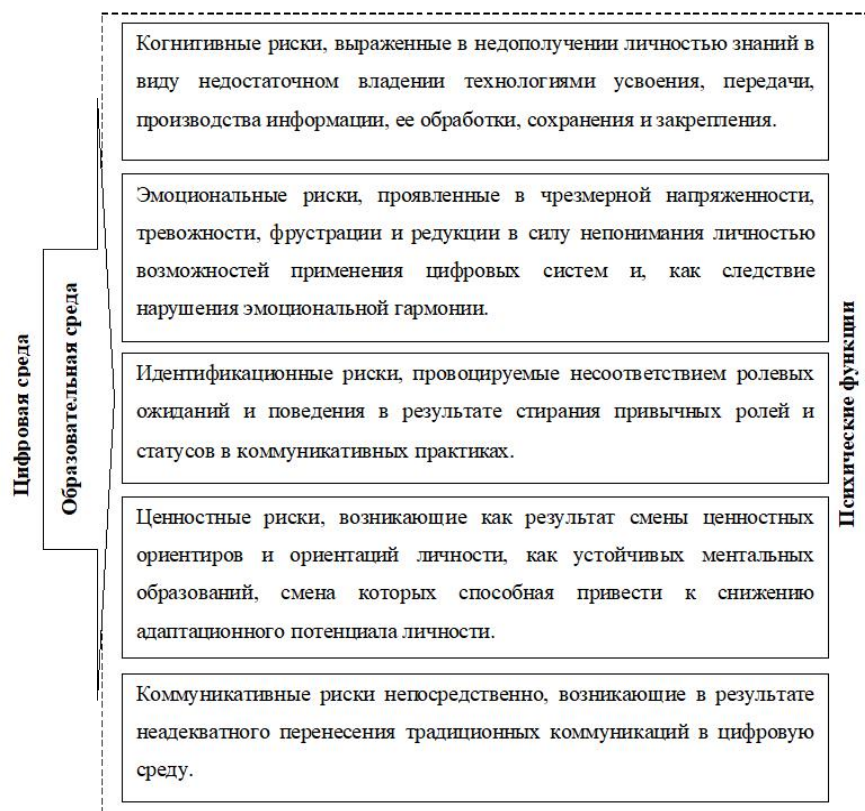 Когнитивные риски, выраженные в недополучении личностью знаний в
виду недостаточном владении технологиями усвоения, передачи,
производства информации, ее обработки, сохранения и закрепления.
Эмоциональные риски, проявленные в чрезмерной напряженности,
тревожности, фрустрации и редукции в силу непонимания личностью
возможностей применения цифровых систем и, как следствие
нарушения эмоциональной гармонии.
Идентификационные риски, провоцируемые несоответствием ролевых
ожиданий и поведения в результате стирания привычных ролей и
статусов в коммуникативных практиках.
Ценностные риски, возникающие как результат смены ценностных
ориентиров и ориентаций личности, как устойчивых ментальных
образований, смена которых способная привести к снижению
адаптационного потенциала личности.
Коммуникативные риски непосредственно, возникающие в результате
неадекватного перенесения традиционных коммуникаций в цифровую
среду.
Цифровая среда
Образовательная среда
Психические функции